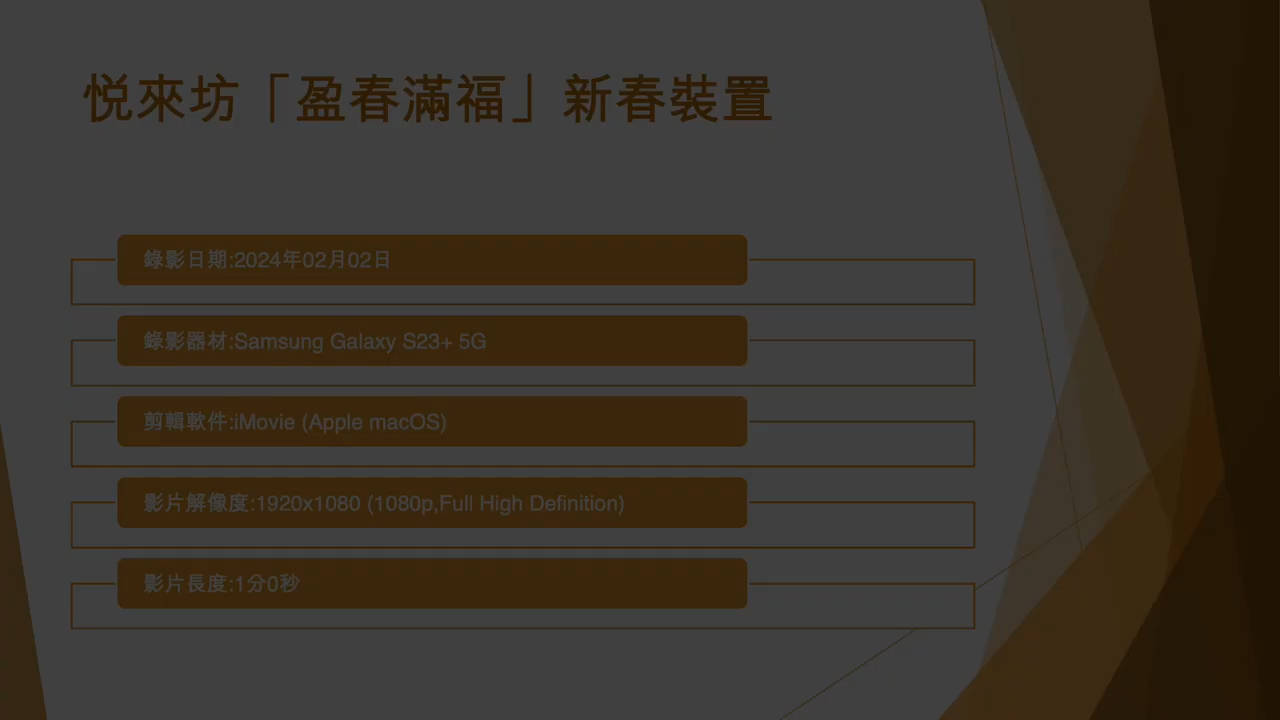 悦來坊「盈春滿福」新春裝置
錄影日期:2024年02月02日
錄影器材:Samsung Galaxy S23+ 5G
剪輯軟件:iMovie (Apple macOS)
影片解像度:1920x1080 (1080p,Full High Definition)
影片長度:1分0秒